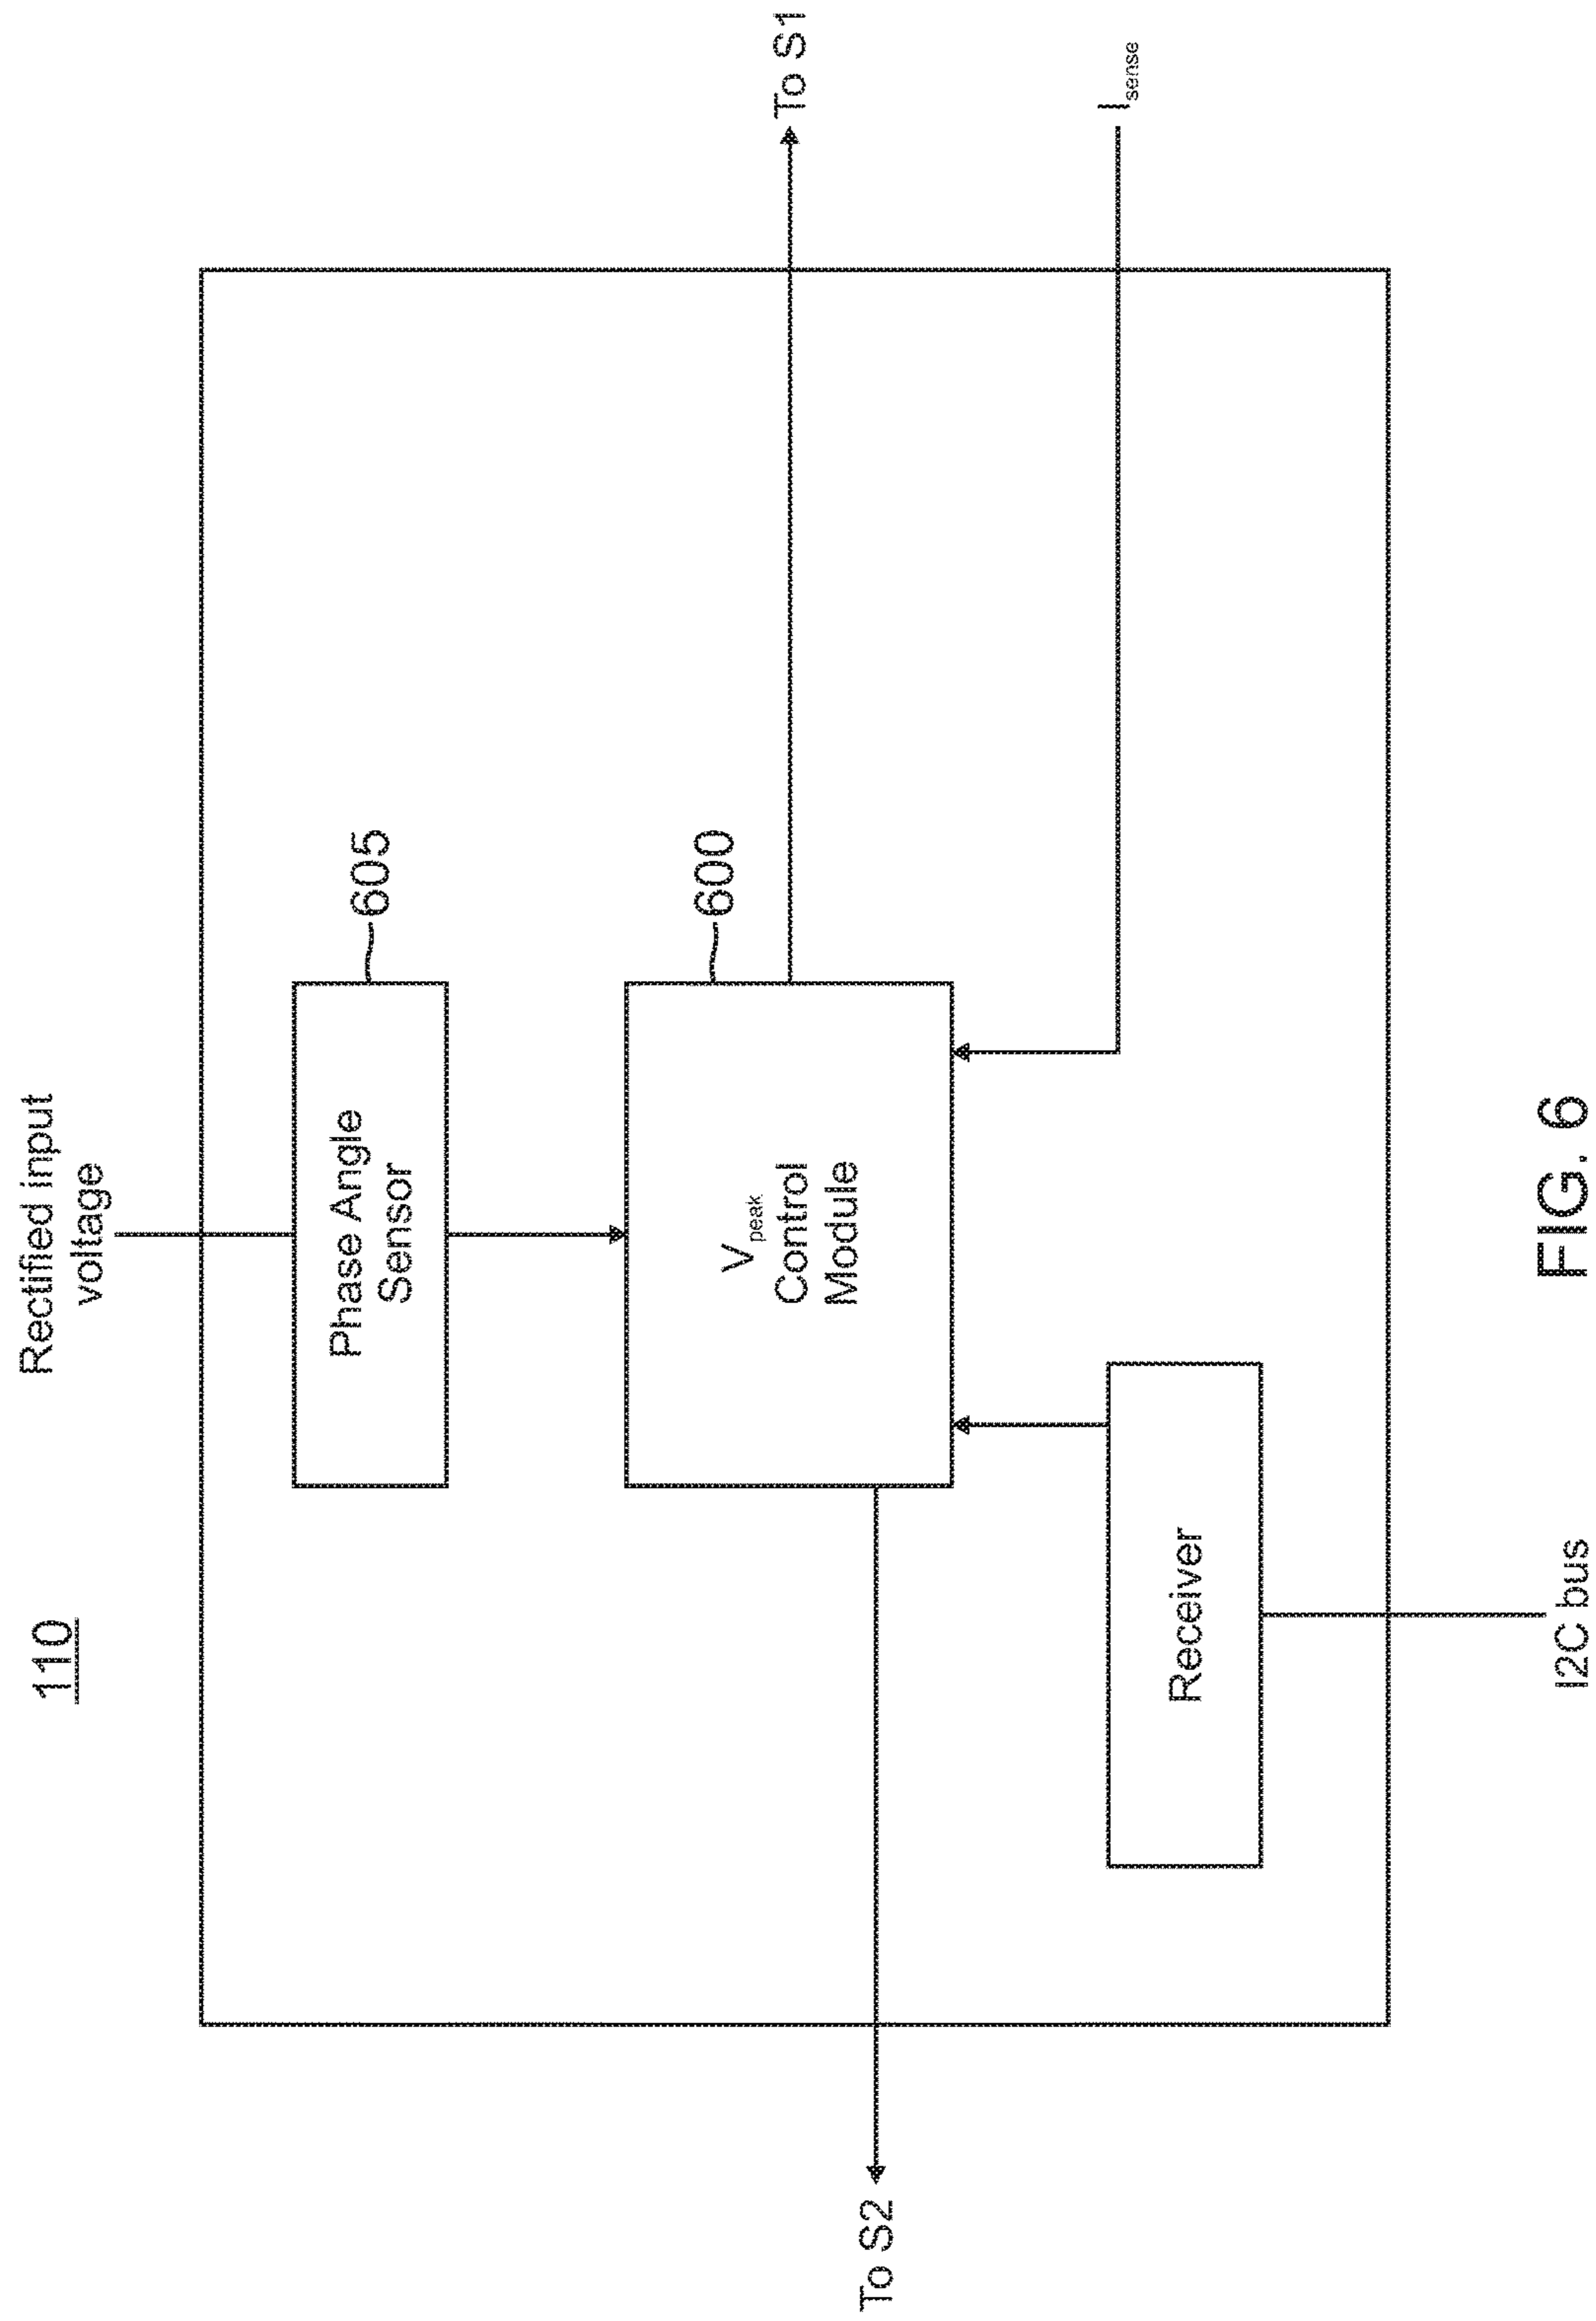 110
Rectified input
voltage
Phase Angle
Sensor
605
To S2
V peak
Control
Module
600
To S1
Receiver
I sense
I2C bus
FIG. 6